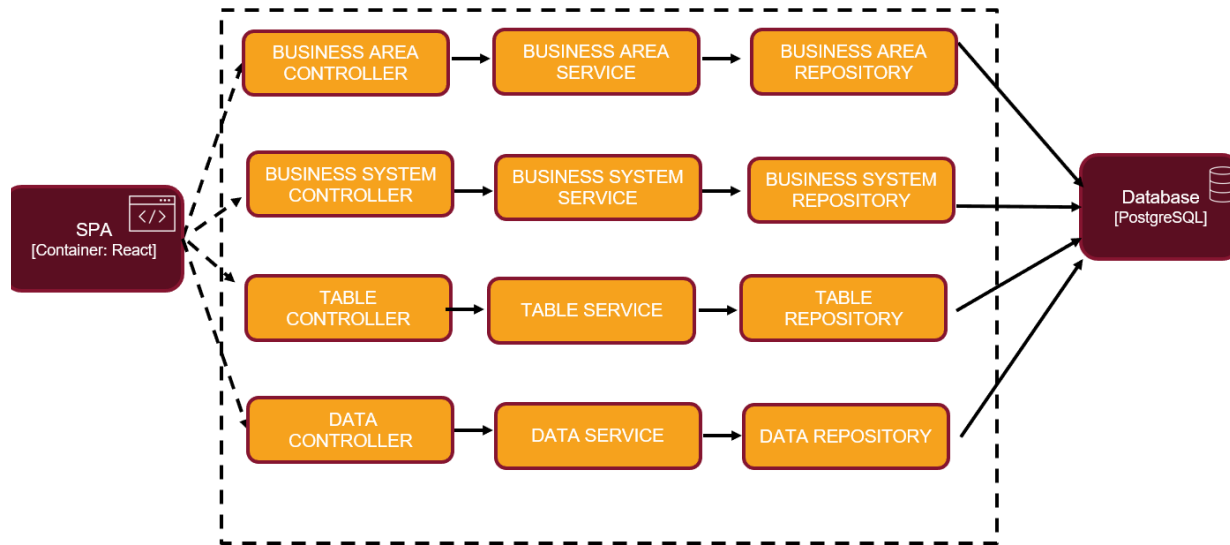 BUSINESS AREA
CONTROLLER
BUSINESS AREA
SERVICE
BUSINESS AREA
REPOSITORY
BUSINESS SYSTEM
CONTROLLER
BUSINESS SYSTEM
SERVICE
BUSINESS SYSTEM
REPOSITORY
</>
SPA
[Container: React]
Database
[PostgreSQL]
TABLE
CONTROLLER
TABLE SERVICE
TABLE
REPOSITORY
DATA
CONTROLLER
DATA SERVICE
DATA REPOSITORY